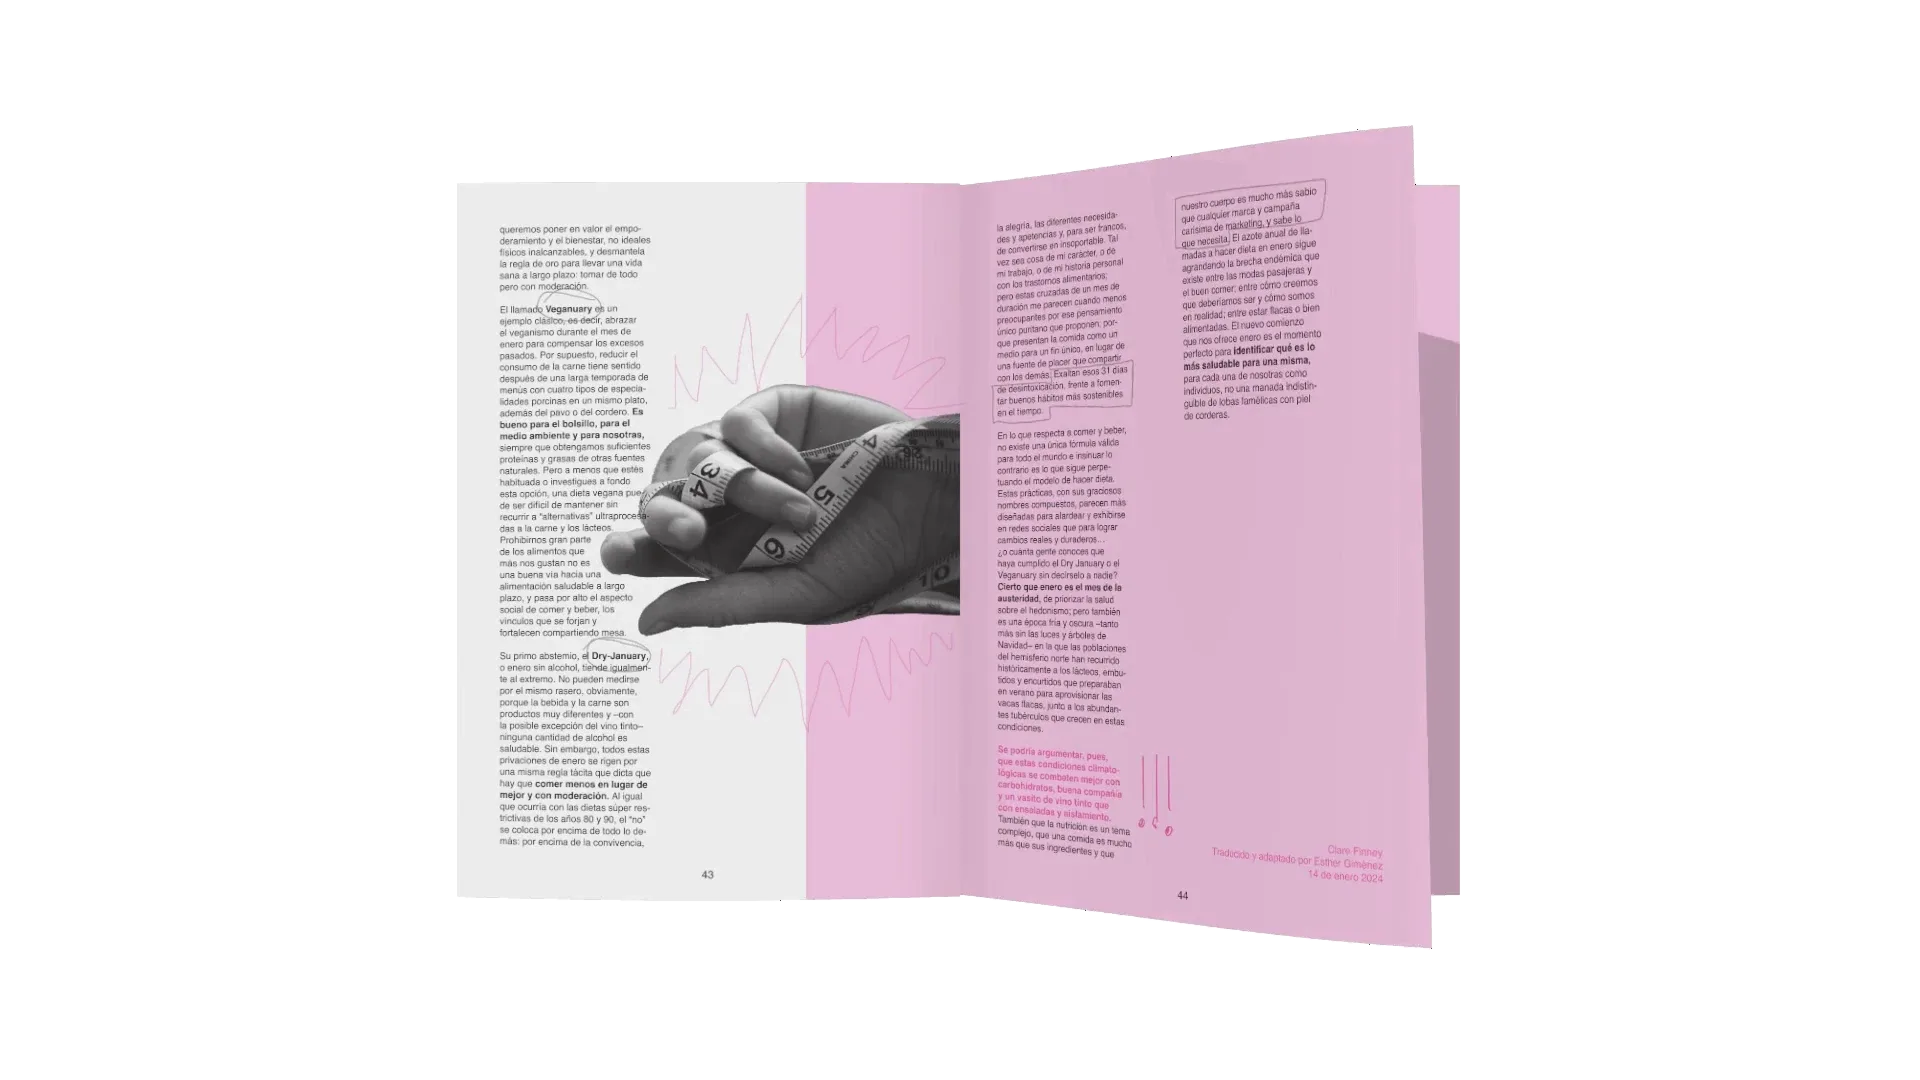 queremos poner en valor el empo-
deramiento y el bienestar, no ideales
físicos inalcanzables, y desmantela
la regla de oro para llevar una vida
sana a largo plazo: tomar de todo
pero con moderación.
El llamado Veganuary es un
ejemplo clásico, es decir, abrazar
el veganismo durante el mes de
enero para compensar los excesos
pasados. Por supuesto, reducir el
consumo de la carne tiene sentido
después de una larga temporada de
menús con cuatro tipos de especia-
lidades porcinas en un mismo plato,
además del pavo o del cordero. Es
bueno para el bolsillo, para el
medio ambiente y para nosotras,
siempre que obtengamos suficientes
proteínas y grasas de otras fuentes
naturales. Pero a menos que estés
habituada o investigues a fondo
esta opción, una dieta vegana pue-
de ser difícil de mantener sin
recurrir a “alternativas” ultraprocesa-
das a la carne y los lácteos.
Prohibirnos gran parte
de los alimentos que
más nos gustan no es
una buena vía hacia una
alimentación saludable a largo
plazo, y pasa por alto el aspecto
social de comer y beber, los
vínculos que se forjan y
fortalecen compartiendo mesa.
Su primo abstemio, el Dry-January,
o enero sin alcohol, tiende igualmen-
te al extremo. No pueden medirse
por el mismo rasero, obviamente,
porque la bebida y la carne son
productos muy diferentes y –con
la posible excepción del vino tinto–
ninguna cantidad de alcohol es
saludable. Sin embargo, todos estas
privaciones de enero se rigen por
una misma regla tácita que dicta que
hay que comer menos en lugar de
mejor y con moderación. Al igual
que ocurría con las dietas súper res-
trictivas de los años 80 y 90, el “no”
se coloca por encima de todo lo de-
más: por encima de la convivencia,
43
34
5
6
4
10
la alegría, las diferentes necesida-
des y apetencias y, para ser francos,
de convertirse en insoportable. Tal
vez sea cosa de mi carácter, o de
mi trabajo, o de mi historia personal
con los trastornos alimentarios;
pero estas cruzadas de un mes de
duración me parecen cuando menos
preocupantes por ese pensamiento
único puritano que proponen: por-
que presentan la comida como un
medio para un fin único, en lugar de
una fuente de placer que compartir
con los demás. Exaltan esos 31 días
de desintoxicación, frente a fomen-
tar buenos hábitos más sostenibles
en el tiempo.
En lo que respecta a comer y beber,
no existe una única fórmula válida
para todo el mundo e insinuar lo
contrario es lo que sigue perpe-
tuando el modelo de hacer dieta.
Estas prácticas, con sus graciosos
nombres compuestos, parecen más
diseñadas para alardear y exhibirse
en redes sociales que para lograr
cambios reales y duraderos…
¿o cuánta gente conoces que
haya cumplido el Dry January o el
Veganuary sin decírselo a nadie?
Cierto que enero es el mes de la
austeridad, de priorizar la salud
sobre el hedonismo; pero también
es una época fría y oscura –tanto
más sin las luces y árboles de
Navidad– en la que las poblaciones
del hemisferio norte han recurrido
históricamente a los lácteos, embu-
tidos y encurtidos que preparaban
en verano para aprovisionar las
vacas flacas, junto a los abundan-
tes tubérculos que crecen en estas
condiciones.
Se podría argumentar, pues,
que estas condiciones climato-
lógicas se combaten mejor con
carbohidratos, buena compañía
y un vasito de vino tinto que
con ensaladas y aislamiento.
También que la nutrición es un tema
complejo, que una comida es mucho
más que sus ingredientes y que
nuestro cuerpo es mucho más sabio
que cualquier marca y campaña
carísima de marketing, y sabe lo
que necesita. El azote anual de lla-
madas a hacer dieta en enero sigue
agrandando la brecha endémica que
existe entre las modas pasajeras y
el buen comer; entre cómo creemos
que deberíamos ser y cómo somos
en realidad; entre estar flacas o bien
alimentadas. El nuevo comienzo
que nos ofrece enero es el momento
perfecto para identificar qué es lo
más saludable para una misma,
para cada una de nosotras como
individuos, no una manada indistin-
guible de lobas famélicas con piel
de corderas.
Clare Finney
Traducido y adaptado por Esther Giménez
14 de enero 2024
44